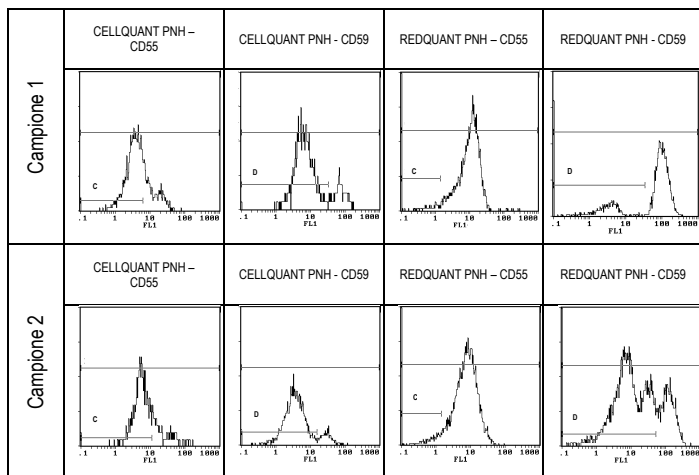 CELLQUANT PNH –
CD55
CELLQUANT PNH - CD59
REDQUANT PNH – CD55
REDQUANT PNH - CD59
Campione 1
C
.1 1 10 100 1000
FL1
D
.1 1 10 100 1000
FL1
C
.1 1 10 100 1000
FL1
D
.1 1 10 100 1000
FL1
CELLQUANT PNH –
CD55
CELLQUANT PNH - CD59
REDQUANT PNH – CD55
REDQUANT PNH - CD59
Campione 2
C
.1 1 10 100 1000
FL1
D
.1 1 10 100 1000
FL1
C
.1 1 10 100 1000
FL1
D
.1 1 10 100 1000
FL1